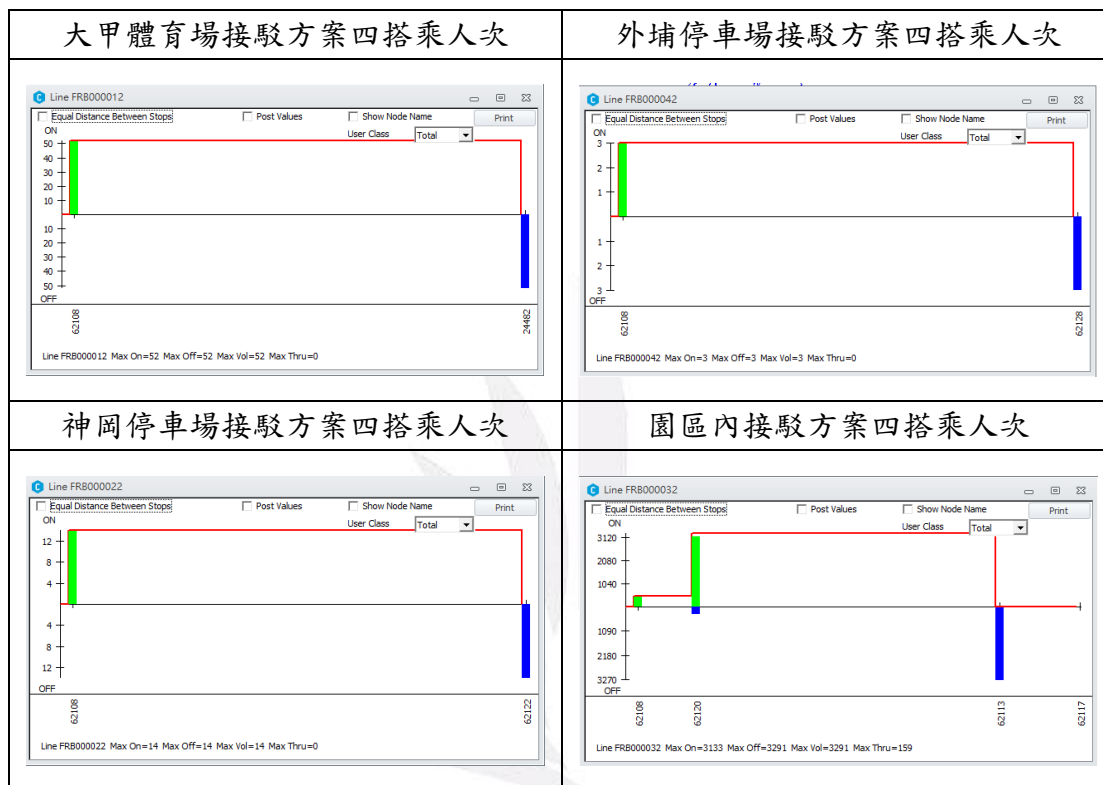 大甲體育場接駁方案四搭乘人次
外埔停車場接駁方案四搭乘人次
Line FRB000012
Equal Distance Between Stops
Post Values
Show Node Name
Print
ON
User Class
Total
50
40
30
20
10
10
20
30
40
50
OFF
62108
24482
Line FRB000012 Max On=52 Max Off=52 Max Vol=52 Max Thru=0
Line FRB000042
Equal Distance Between Stops
Post Values
Show Node Name
Print
ON
User Class
Total
3
2
1
1
2
3
OFF
62108
62128
Line FRB000042 Max On=3 Max Off=3 Max Vol=3 Max Thru=0
神岡停車場接駁方案四搭乘人次
園區內接駁方案四搭乘人次
Line FRB000022
Equal Distance Between Stops
Post Values
Show Node Name
Print
ON
User Class
Total
12
8
4
4
8
12
OFF
62108
62122
Line FRB000022 Max On=14 Max Off=14 Max Vol=14 Max Thru=0
Line FRB000032
Equal Distance Between Stops
Post Values
Show Node Name
Print
ON
User Class
Total
3120
2080
1040
1090
2180
3270
OFF
62108
62120
62113
62117
Line FRB000032 Max On=3133 Max Off=3291 Max Vol=3291 Max Thru=159